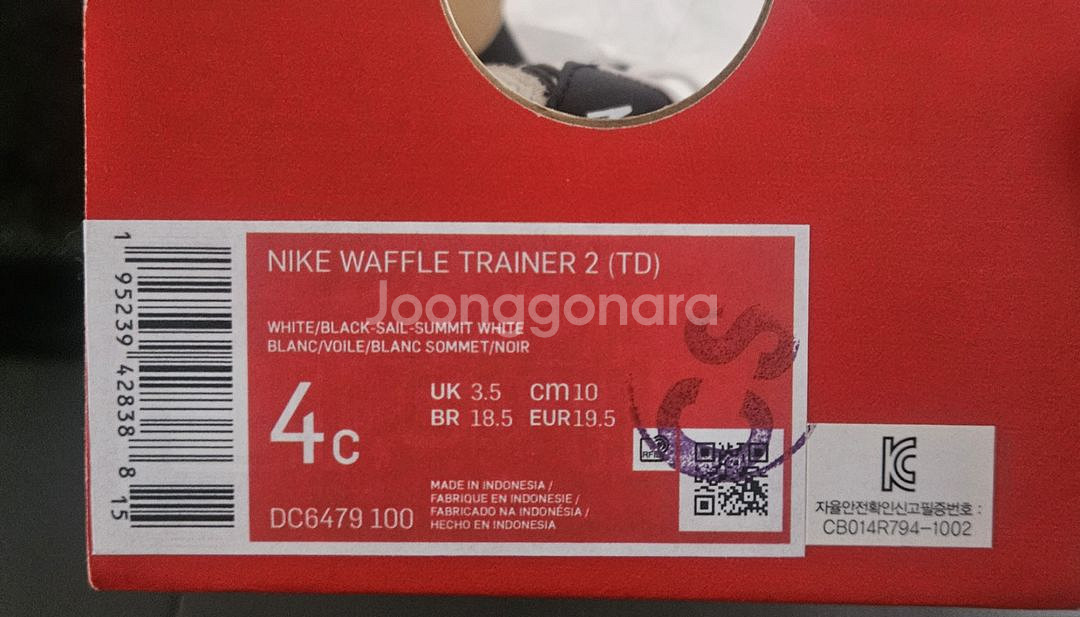 NIKE WAFFLE TRAINER 2 (TD)
Joonggonara
WHITE/BLACK-SAIL-SUMMIT WHITE
BLANC/VOILE/BLANC SOMMET/NOIR
4c
UK 3.5 cm 10
BR 18.5 EUR 19.5
MADE IN INDONESIA /
FABRIQUE EN INDONESIE /
FABRICADO NA INDONÉSIA /
HECHO EN INDONESIA
DC6479 100
1 95239 42838 8 15
CS
RFID
KC
자율안전확인신고필증번호 :
CB014R794-1002